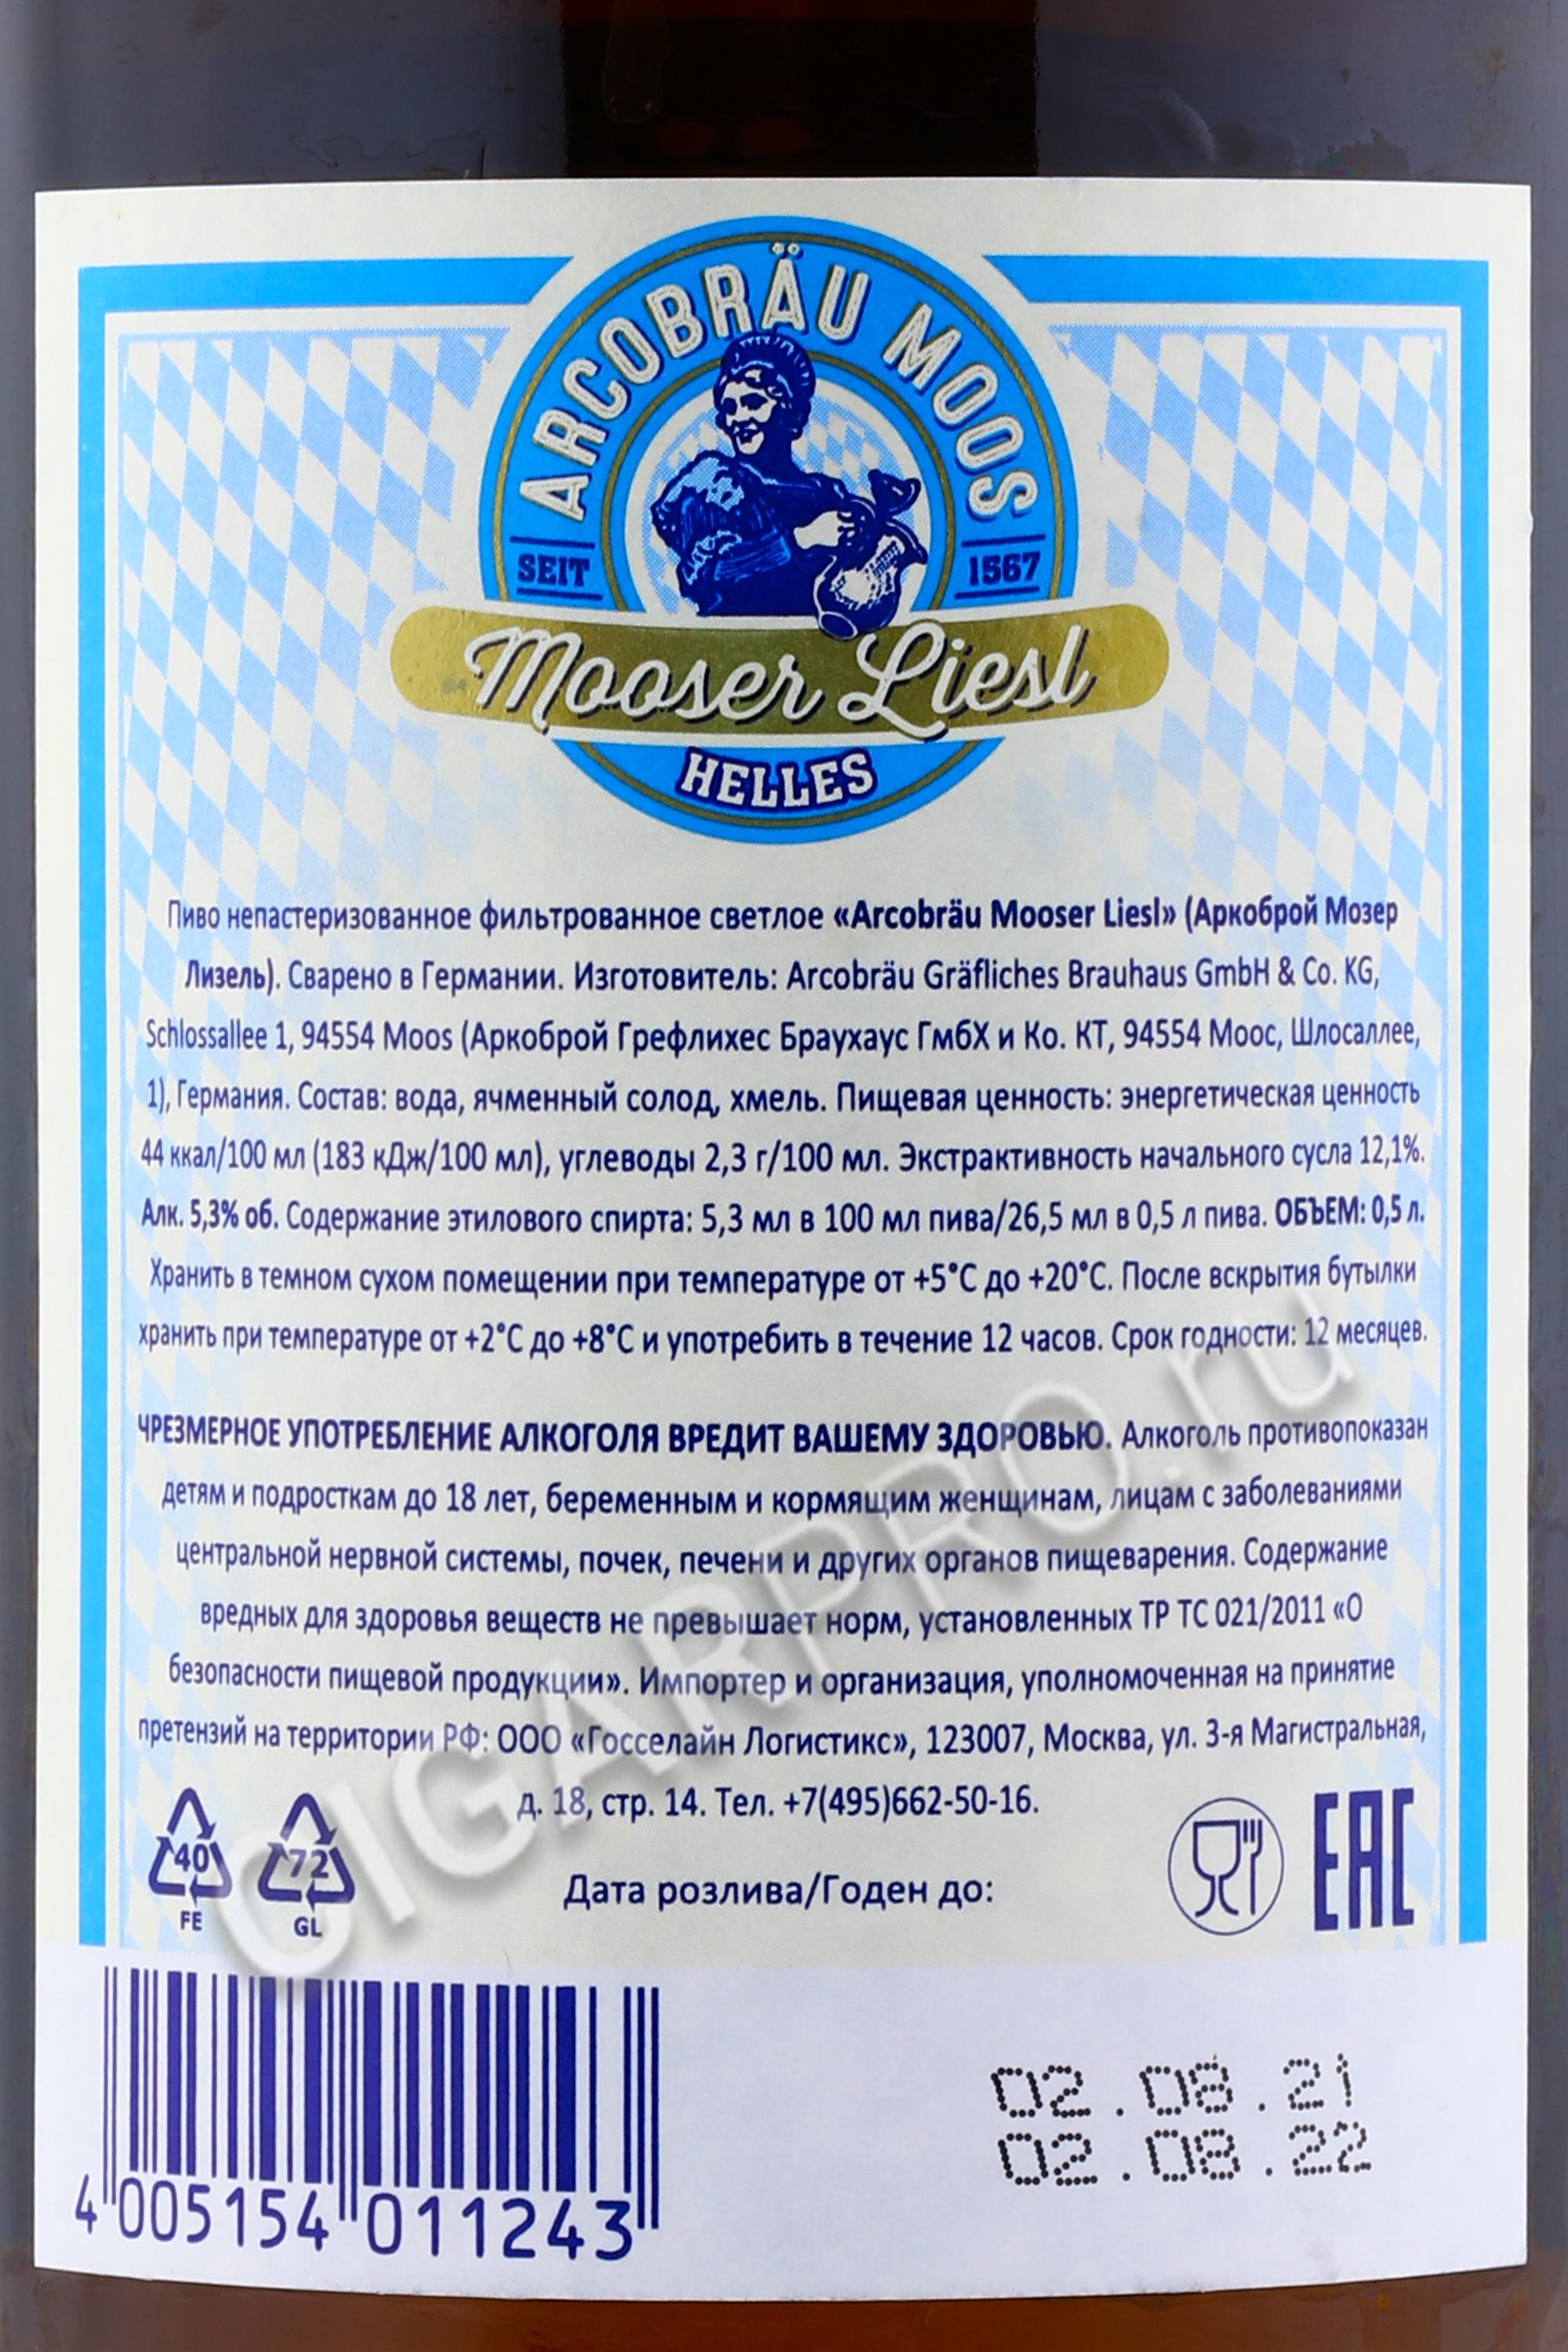 ARCOBRÄU MOOS
SEIT 1567
Mooser Liesl
HELLES
Пиво непастеризованное фильтрованное светлое «Arcobräu Mooser Liesl» (Аркоброй Мозер
Лизель). Сварено в Германии. Изготовитель: Arcobräu Gräfliches Brauhaus GmbH & Co. KG,
Schlossallee 1, 94554 Moos (Аркоброй Грефлихес Браухаус ГмбХ и Ко. КТ, 94554 Моос, Шлосаллее,
1), Германия. Состав: вода, ячменный солод, хмель. Пищевая ценность: энергетическая ценность
44 ккал/100 мл (183 кДж/100 мл), углеводы 2,3 г/100 мл. Экстрактивность начального сусла 12,1%.
Алк. 5,3% об. Содержание этилового спирта: 5,3 мл в 100 мл пива/26,5 мл в 0,5 л пива. ОБЪЕМ: 0,5 л.
Хранить в темном сухом помещении при температуре от +5°С до +20°С. После вскрытия бутылки
хранить при температуре от +2°С до +8°С и употребить в течение 12 часов. Срок годности: 12 месяцев.
ЧРЕЗМЕРНОЕ УПОТРЕБЛЕНИЕ АЛКОГОЛЯ ВРЕДИТ ВАШЕМУ ЗДОРОВЬЮ. Алкоголь противопоказан
детям и подросткам до 18 лет, беременным и кормящим женщинам, лицам с заболеваниями
центральной нервной системы, почек, печени и других органов пищеварения. Содержание
вредных для здоровья веществ не превышает норм, установленных ТР ТС 021/2011 «О
безопасности пищевой продукции». Импортер и организация, уполномоченная на принятие
претензий на территории РФ: ООО «Госселайн Логистикс», 123007, Москва, ул. 3-я Магистральная,
д. 18, стр. 14. Тел. +7(495)662-50-16.
40 72 EAC
FE GL
Дата розлива/Годен до:
02.08.21
02.08.22
4 005154 011243
CIGARPRO.ru